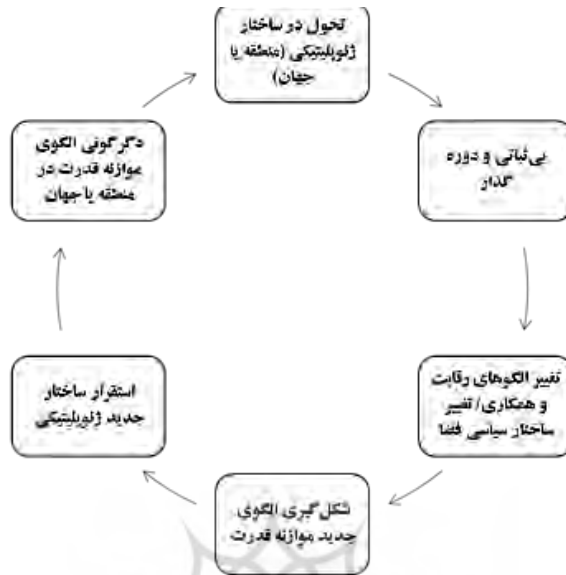 تحول در ساختار
ژئوپلیتیکی (منطقه یا
جهان)
بی‌ثباتی و دوره
گذار
تغییر الگوهای رقابت
و همکاری/ تغییر
ساختار سیاسی فضا
شکل‌گیری الگوی
جدید موازنه قدرت
استقرار ساختار
جدید ژئوپلیتیکی
دگرگونی الگوی
موازنه قدرت در
منطقه یا جهان